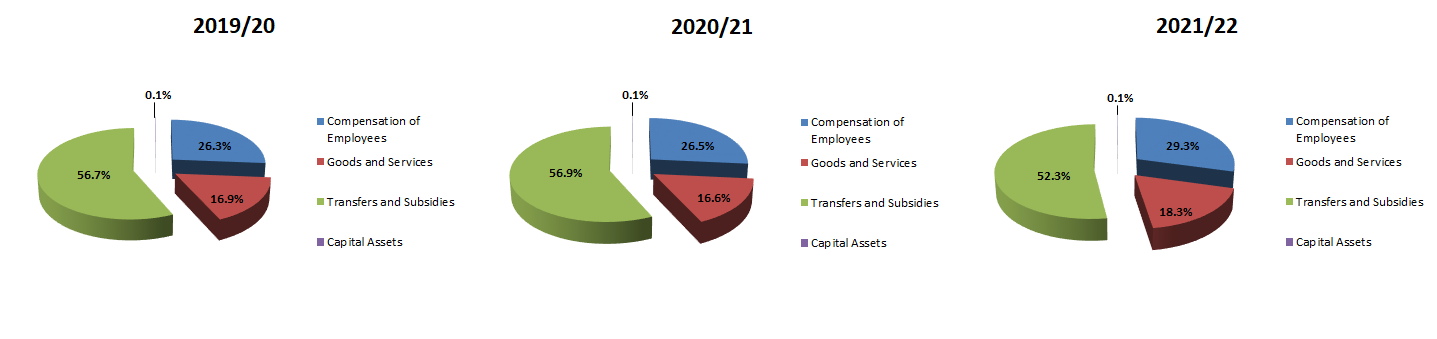 2019/20
0.1%
26.3%
16.9%
56.7%
Compensation of
Employees
Goods and Services
Transfers and Subsidies
Capital Assets
2020/21
0.1%
26.5%
16.6%
56.9%
Compensation of
Employees
Goods and Services
Transfers and Subsidies
Capital Assets
2021/22
0.1%
29.3%
18.3%
52.3%
Compensation of
Employees
Goods and Services
Transfers and Subsidies
Capital Assets